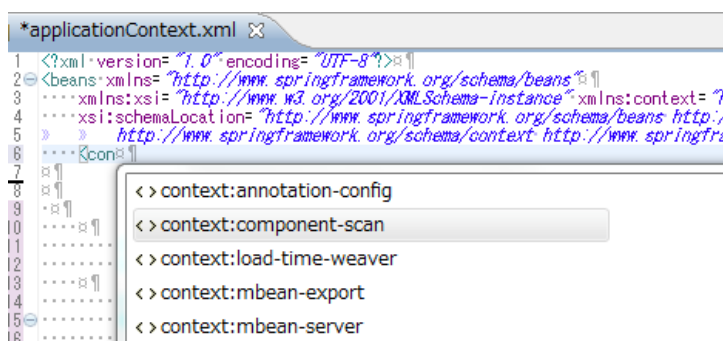 *applicationContext.xml
1 <?xml version="1.0" encoding="UTF-8"?>
2 <beans xmlns="http://www.springframework.org/schema/beans"
3 xmlns:xsi="http://www.w3.org/2001/XMLSchema-instance" xmlns:context="
4 xsi:schemaLocation="http://www.springframework.org/schema/beans http:/
5 http://www.springframework.org/schema/context http://www.springfra
6 <con
7
8
9
10
11
12
13
14
15
16
context:annotation-config
context:component-scan
context:load-time-weaver
context:mbean-export
context:mbean-server